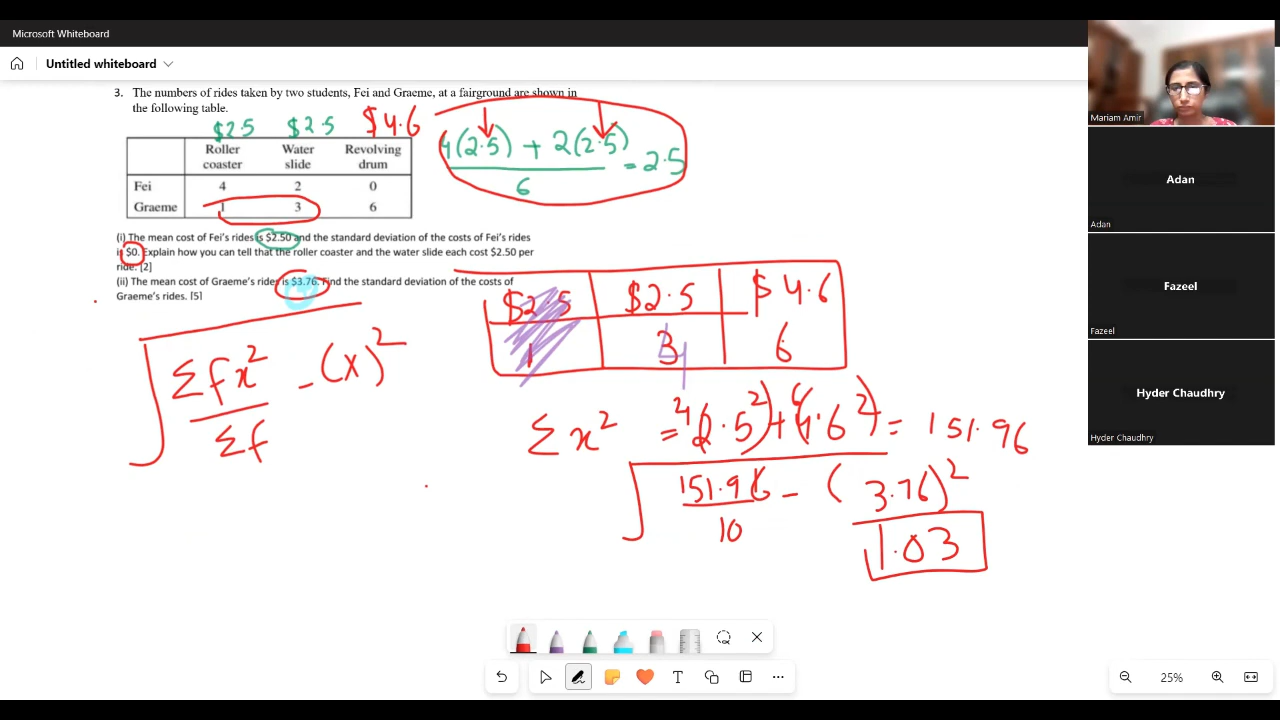 Microsoft Whiteboard
Untitled whiteboard
3. The numbers of rides taken by two students, Fei and Graeme, at a fairground are shown in
the following table.
$2.5 $2.5 $4.6
Roller coaster Water slide Revolving drum
Fei 4 2 0
Graeme 1 3 6
4(2.5) + 2(2.5) = 2.5
6
(i) The mean cost of Fei's rides is $2.50 and the standard deviation of the costs of Fei's rides
is $0. Explain how you can tell that the roller coaster and the water slide each cost $2.50 per
ride. [2]
(ii) The mean cost of Graeme's rides is $3.76. Find the standard deviation of the costs of
Graeme's rides. [5]
$2.5 $2.5 $4.6
1 4 6
√ Σfx² - (x)²
Σf
Σx² = 4(2.5²) + 6(4.6²) = 151.96
√ 151.96 - (3.76)²
10
1.03
Mariam Amir
Adan
Adan
Fazeel
Fazeel
Hyder Chaudhry
Hyder Chaudhry
25%